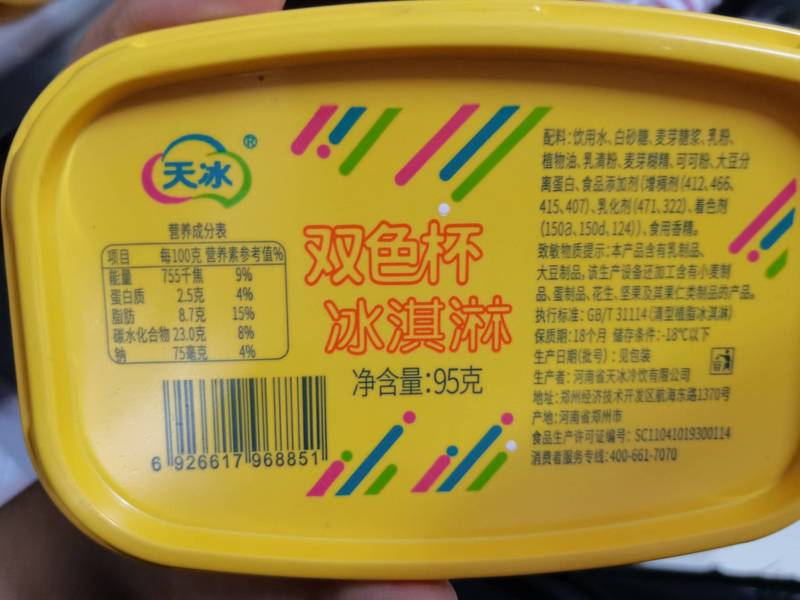 天冰®
营养成分表
项目 每100克 营养素参考值%
能量 755千焦 9%
蛋白质 2.5克 4%
脂肪 8.7克 15%
碳水化合物 23.0克 8%
钠 75毫克 4%
6 926617 968851
双色杯
冰淇淋
净含量:95克
配料:饮用水、白砂糖、麦芽糖浆、乳粉、
植物油、乳清粉、麦芽糊精、可可粉、大豆分
离蛋白、食品添加剂(增稠剂(412、466、
415、407)、乳化剂(471、322)、着色剂
(150a、150d、124))、食用香精。
致敏物质提示:本产品含有乳制品、
大豆制品。该生产设备还加工含有小麦制
品、蛋制品、花生、坚果及其果仁类制品的产品。
执行标准:GB/T 31114(清型植脂冰淇淋)
保质期:18个月 储存条件:-18℃以下
生产日期(批号):见包装
生产者:河南省天冰冷饮有限公司
地址:郑州经济技术开发区航海东路1370号
产地:河南省郑州市
食品生产许可证编号:SC11041019300114
消费者服务专线:400-661-7070